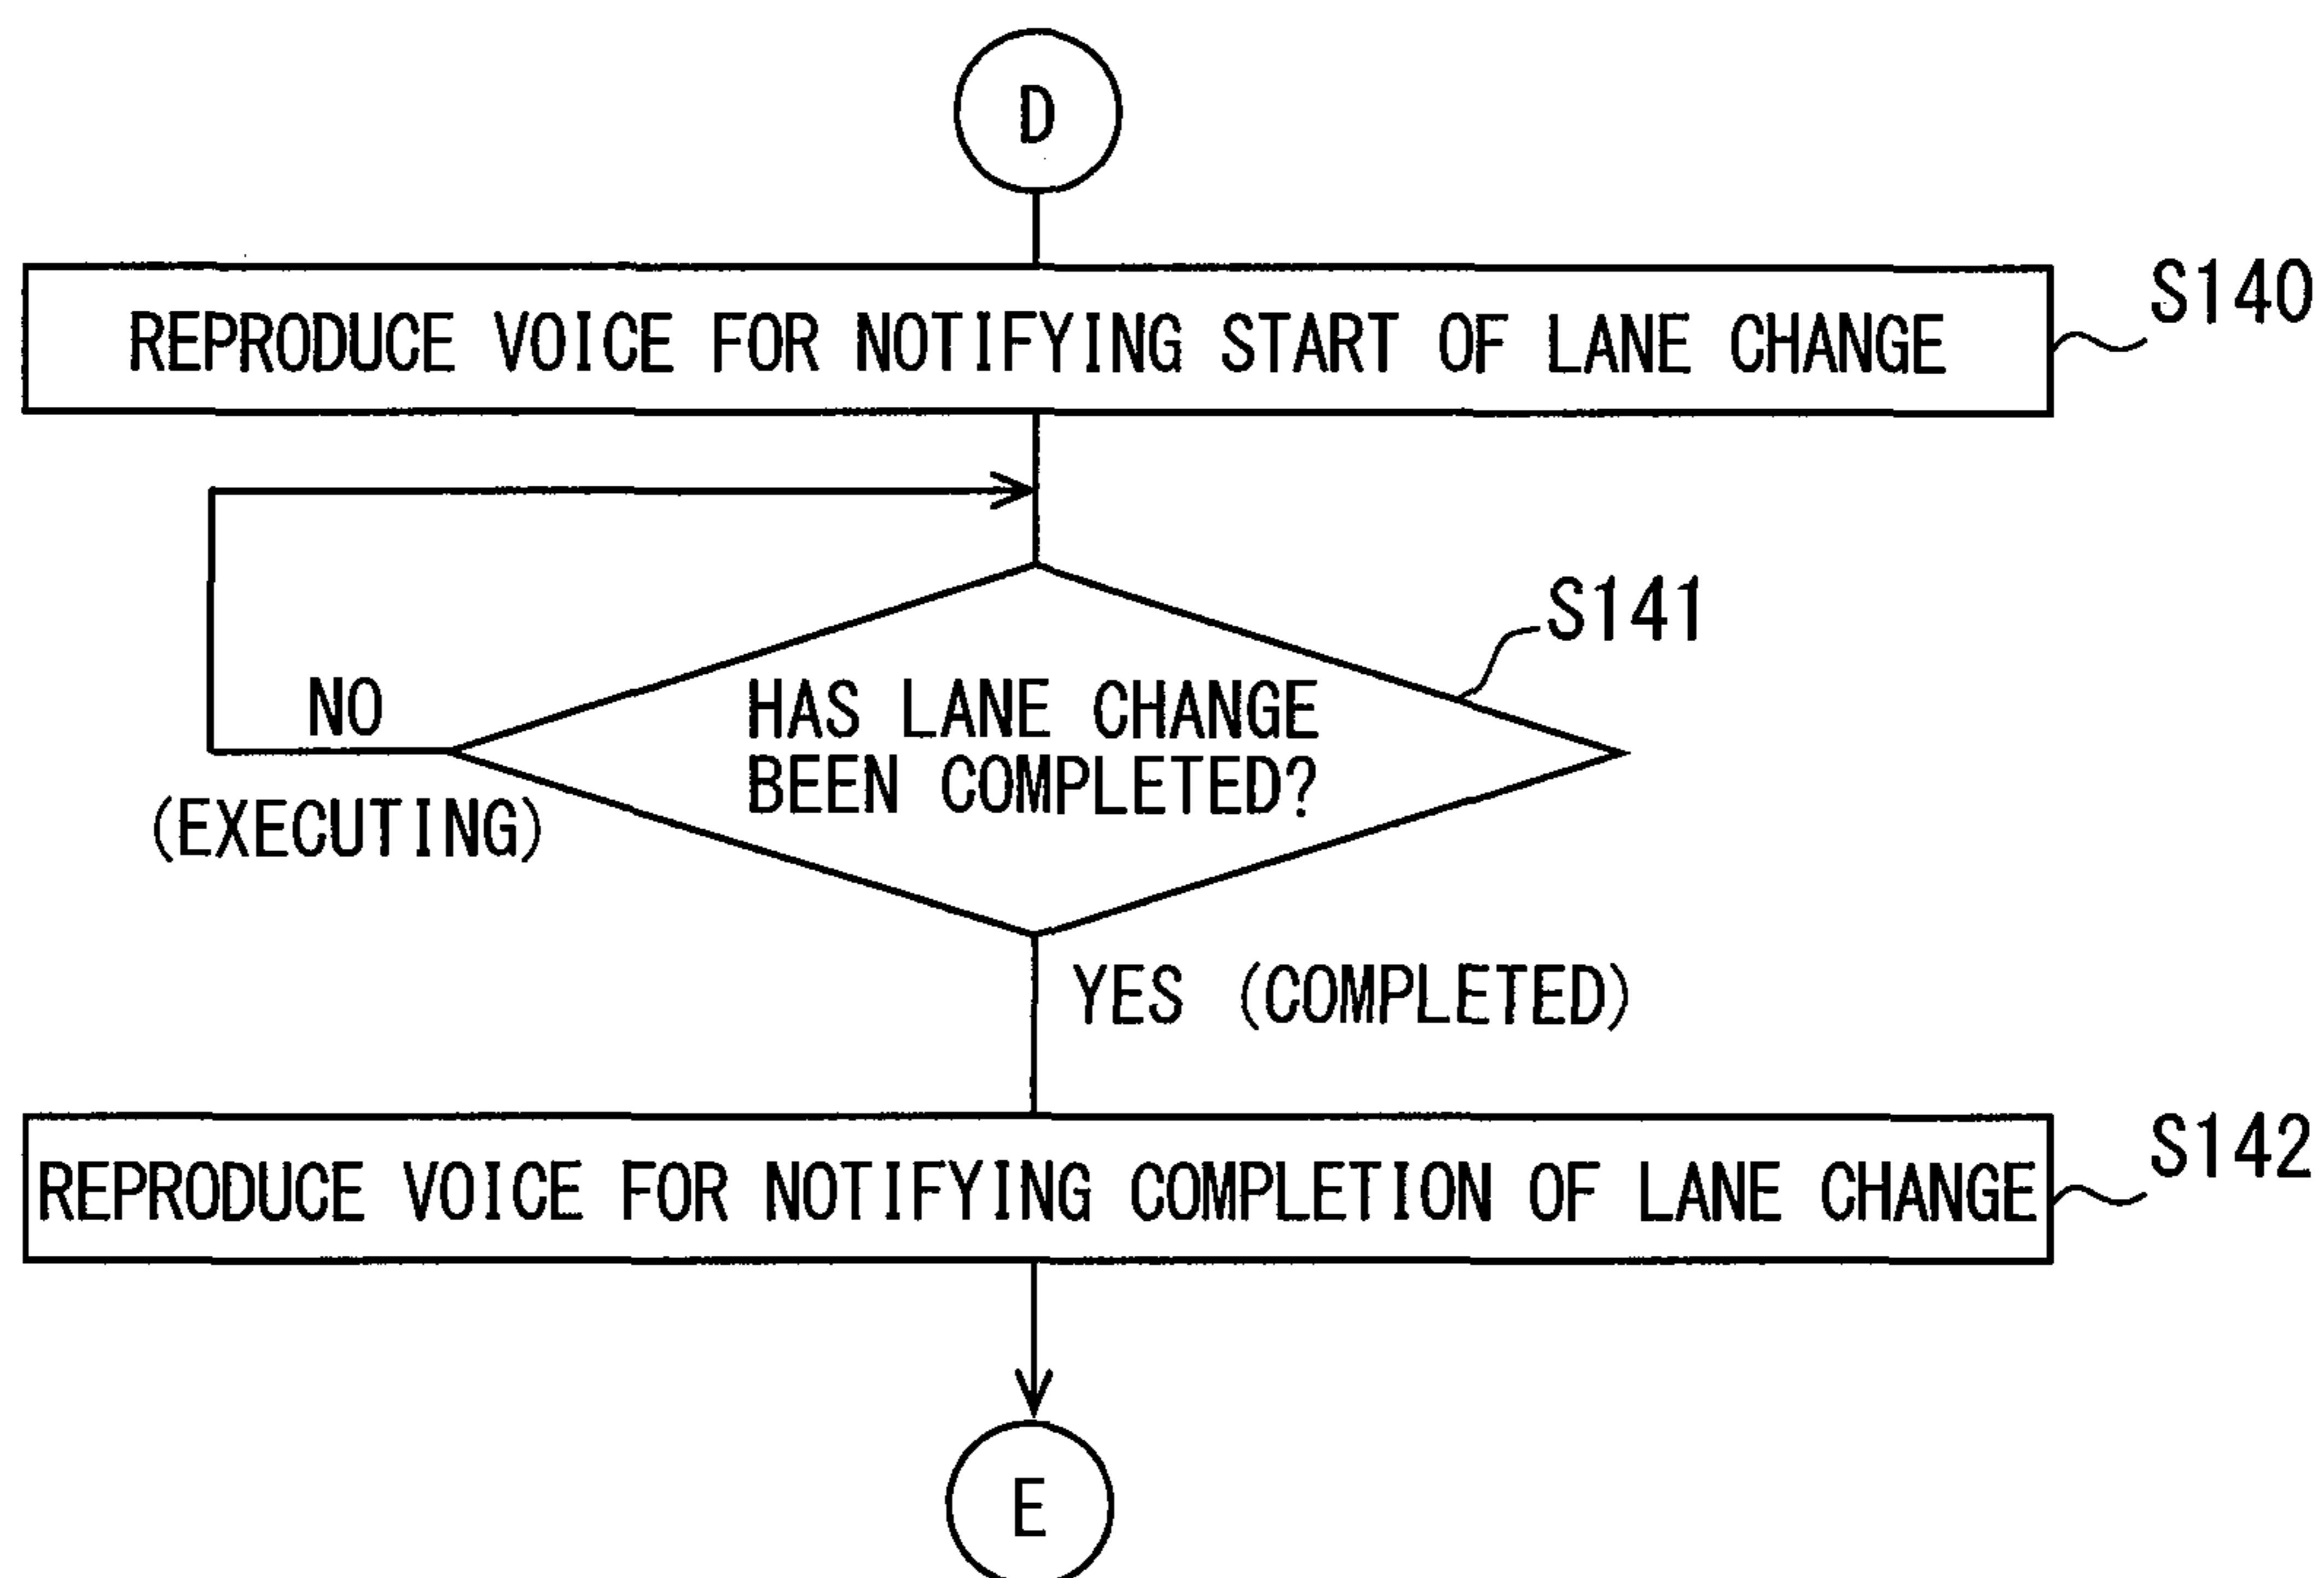 D
S140
REPRODUCE VOICE FOR NOTIFYING START OF LANE CHANGE
S141
NO
HAS LANE CHANGE
BEEN COMPLETED?
(EXECUTING)
YES (COMPLETED)
S142
REPRODUCE VOICE FOR NOTIFYING COMPLETION OF LANE CHANGE
E